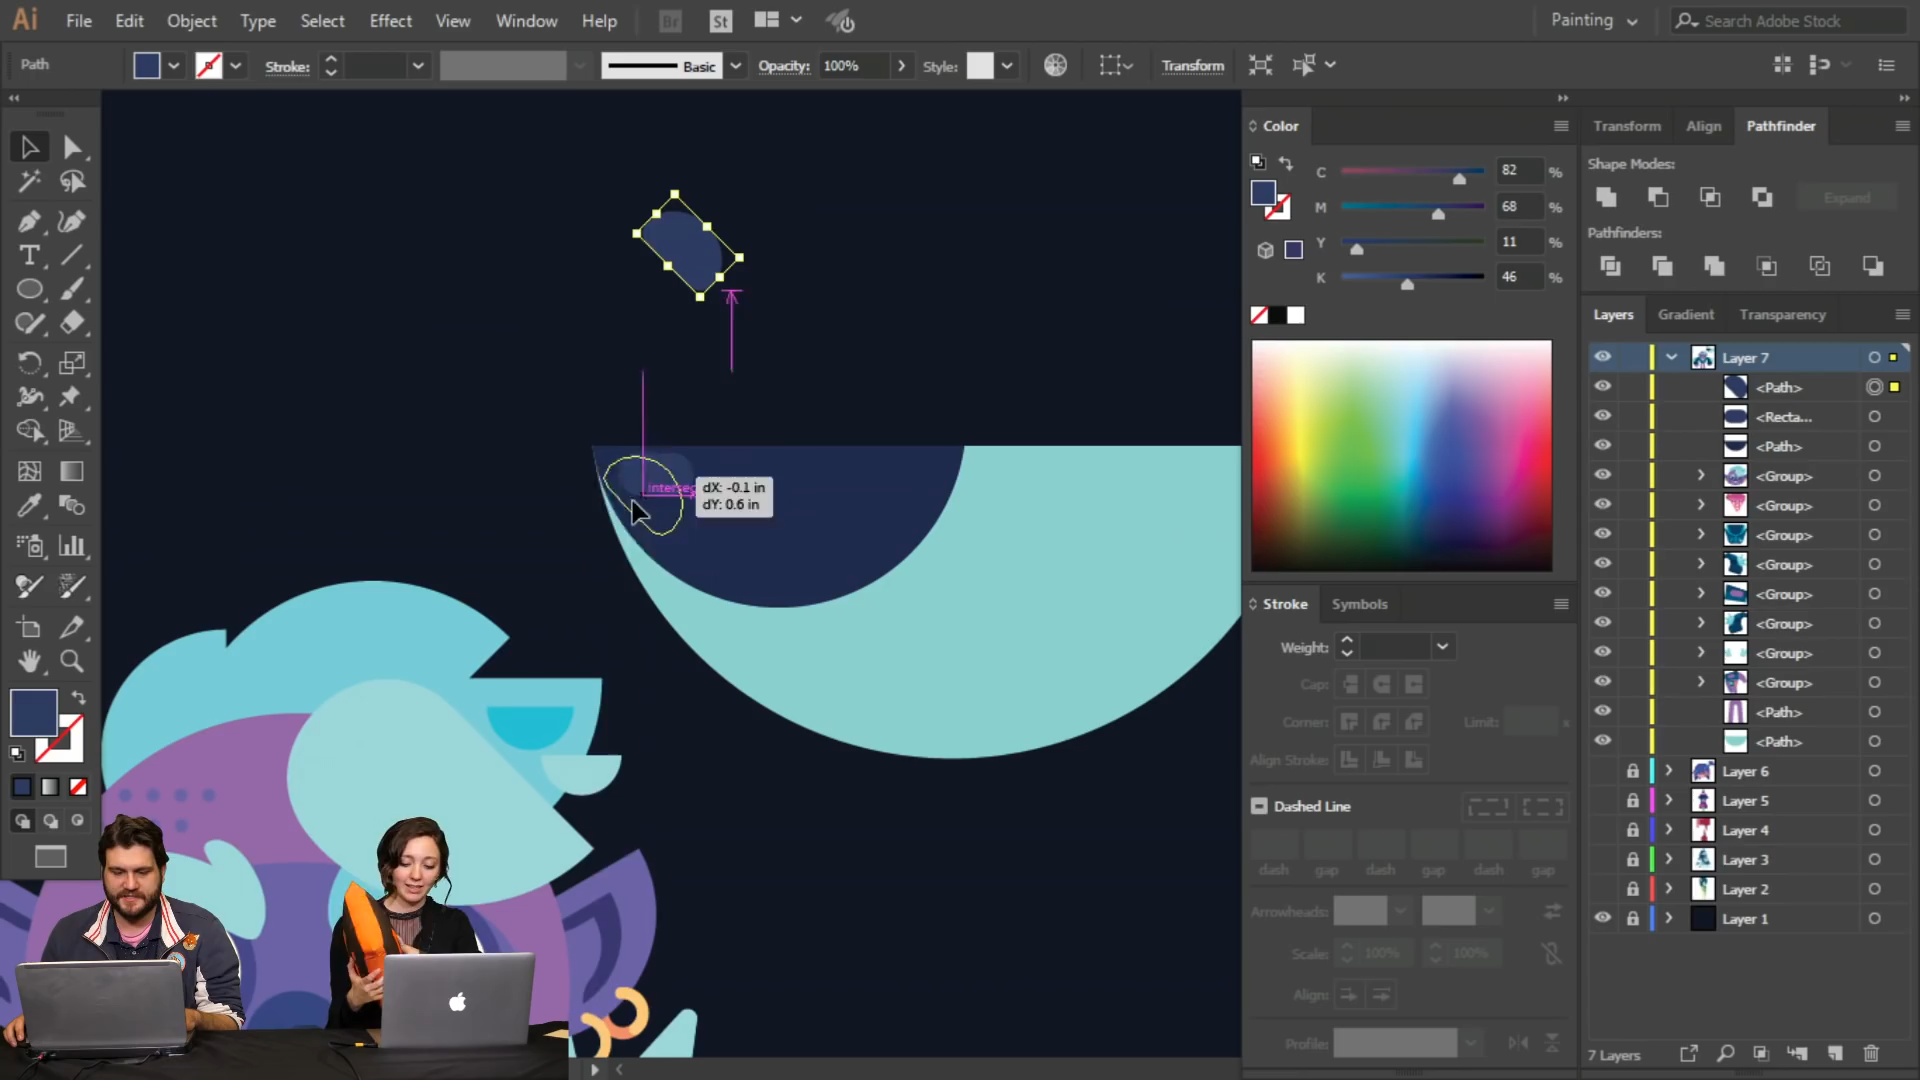 Ai File Edit Object Type Select Effect View Window Help Br St Painting Search Adobe Stock
Path Stroke: Basic Opacity: 100% Style: Transform
Color
C 82 %
M 68 %
Y 11 %
K 46 %
Transform Align Pathfinder
Shape Modes:
Expand
Pathfinders:
Layers Gradient Transparency
Layer 7
<Path>
<Recta...
<Path>
<Group>
<Group>
<Group>
<Group>
<Group>
<Group>
<Group>
<Group>
<Path>
<Path>
Layer 6
Layer 5
Layer 4
Layer 3
Layer 2
Layer 1
7 Layers
intersec
dX: -0.1 in
dY: 0.6 in
Stroke Symbols
Weight:
Cap:
Corner: Limit: x
Align Stroke:
Dashed Line
dash gap dash gap dash gap
Arrowheads:
Scale: 100% 100%
Align:
Profile: